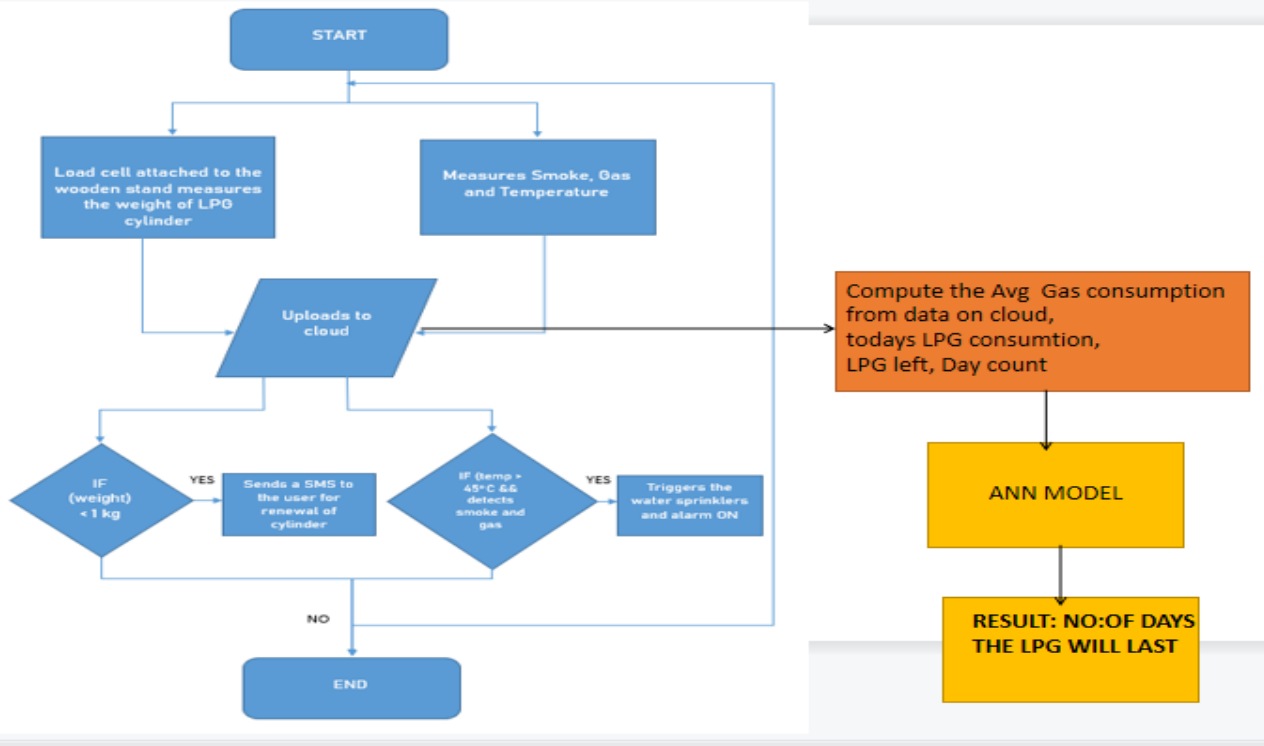 START
Load cell attached to the
wooden stand measures
the weight of LPG
cylinder
Measures Smoke, Gas
and Temperature
Uploads to
cloud
Compute the Avg Gas consumption
from data on cloud,
todays LPG consumtion,
LPG left, Day count
IF
(weight)
< 1 kg
YES
Sends a SMS to
the user for
renewal of
cylinder
IF (temp >
45°C &&
detects
smoke and
gas
YES
Triggers the
water sprinklers
and alarm ON
ANN MODEL
NO
RESULT: NO:OF DAYS
THE LPG WILL LAST
END